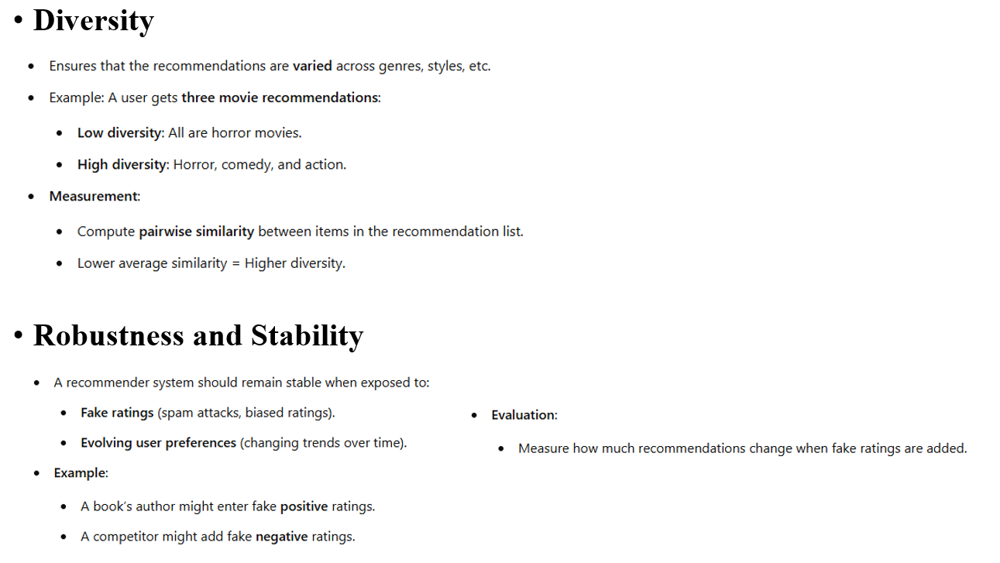 • Diversity
• Ensures that the recommendations are varied across genres, styles, etc.
• Example: A user gets three movie recommendations:
• Low diversity: All are horror movies.
• High diversity: Horror, comedy, and action.
• Measurement:
• Compute pairwise similarity between items in the recommendation list.
• Lower average similarity = Higher diversity.
• Robustness and Stability
• A recommender system should remain stable when exposed to:
• Fake ratings (spam attacks, biased ratings).
• Evolving user preferences (changing trends over time).
• Example:
• A book's author might enter fake positive ratings.
• A competitor might add fake negative ratings.
• Evaluation:
• Measure how much recommendations change when fake ratings are added.